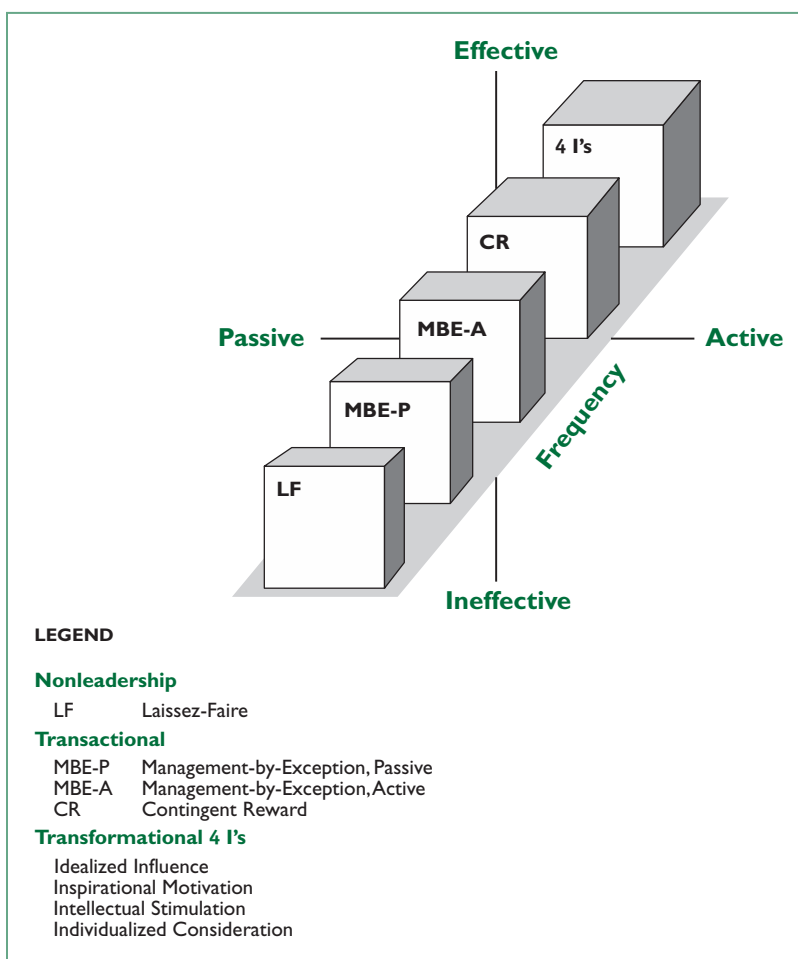 Effective
4 I's
CR
Passive
MBE-A
Active
MBE-P
Frequency
LF
Ineffective
LEGEND
Nonleadership
LF Laissez-Faire
Transactional
MBE-P Management-by-Exception, Passive
MBE-A Management-by-Exception, Active
CR Contingent Reward
Transformational 4 I's
Idealized Influence
Inspirational Motivation
Intellectual Stimulation
Individualized Consideration